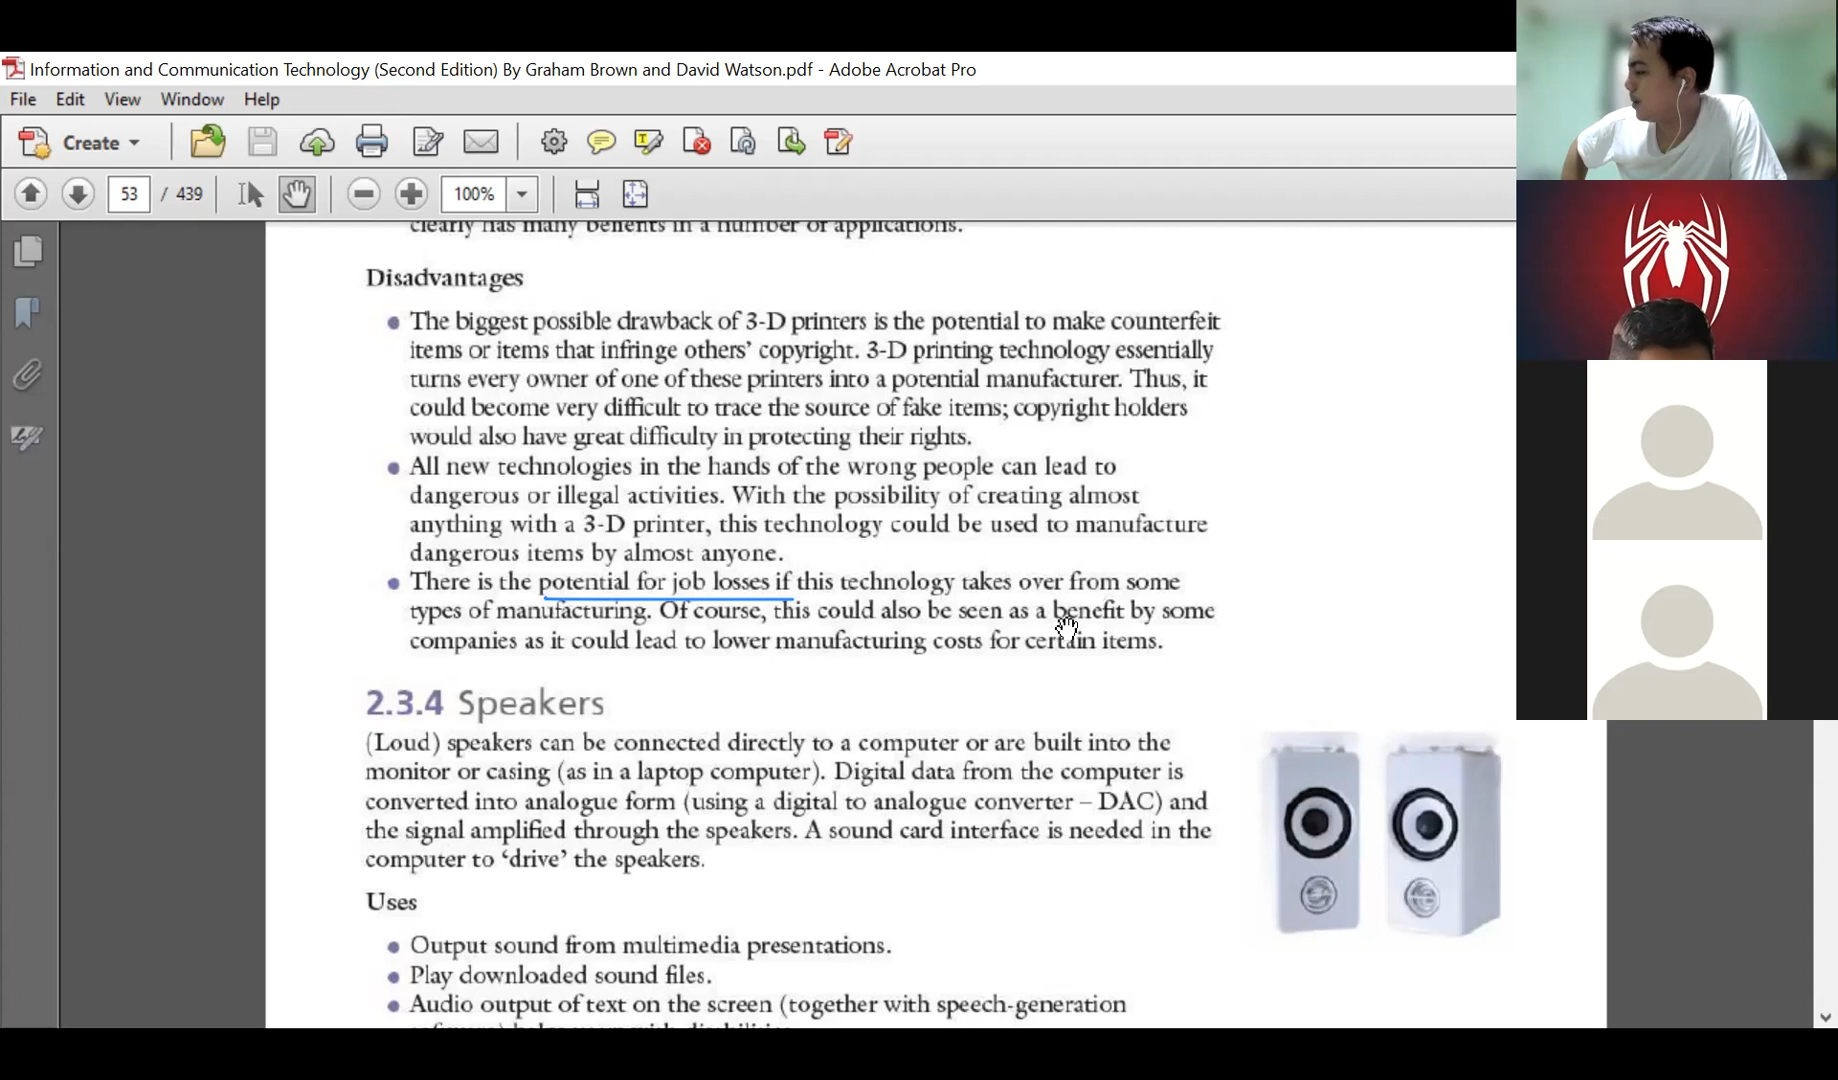 Information and Communication Technology (Second Edition) By Graham Brown and David Watson.pdf - Adobe Acrobat Pro
File Edit View Window Help
Create
53 / 439 100%
clearly has many benefits in a number of applications.
Disadvantages
The biggest possible drawback of 3-D printers is the potential to make counterfeit
items or items that infringe others’ copyright. 3-D printing technology essentially
turns every owner of one of these printers into a potential manufacturer. Thus, it
could become very difficult to trace the source of fake items; copyright holders
would also have great difficulty in protecting their rights.
All new technologies in the hands of the wrong people can lead to
dangerous or illegal activities. With the possibility of creating almost
anything with a 3-D printer, this technology could be used to manufacture
dangerous items by almost anyone.
There is the potential for job losses if this technology takes over from some
types of manufacturing. Of course, this could also be seen as a benefit by some
companies as it could lead to lower manufacturing costs for certain items.
2.3.4 Speakers
(Loud) speakers can be connected directly to a computer or are built into the
monitor or casing (as in a laptop computer). Digital data from the computer is
converted into analogue form (using a digital to analogue converter – DAC) and
the signal amplified through the speakers. A sound card interface is needed in the
computer to ‘drive’ the speakers.
Uses
Output sound from multimedia presentations.
Play downloaded sound files.
Audio output of text on the screen (together with speech-generation